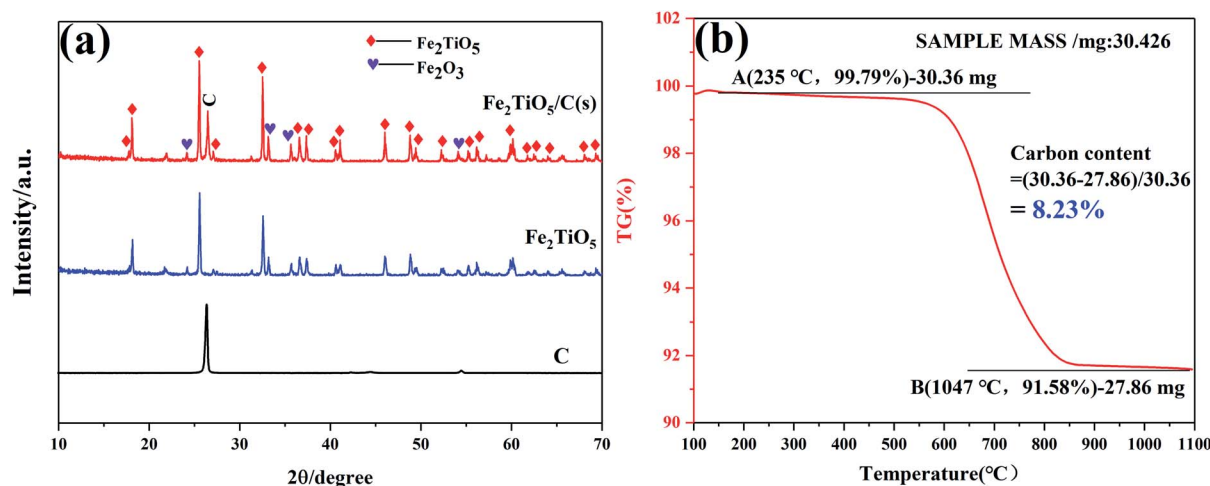 (a)
Fe₂TiO₅
Fe₂O₃
Fe₂TiO₅/C(s)
C
Fe₂TiO₅
C
Intensity/a.u.
10 20 30 40 50 60 70
2θ/degree
(b)
SAMPLE MASS /mg:30.426
A(235 ℃, 99.79%)-30.36 mg
Carbon content
=(30.36-27.86)/30.36
= 8.23%
B(1047 ℃, 91.58%)-27.86 mg
TG(%)
102
100
98
96
94
92
90
100 200 300 400 500 600 700 800 900 1000 1100
Temperature(℃)